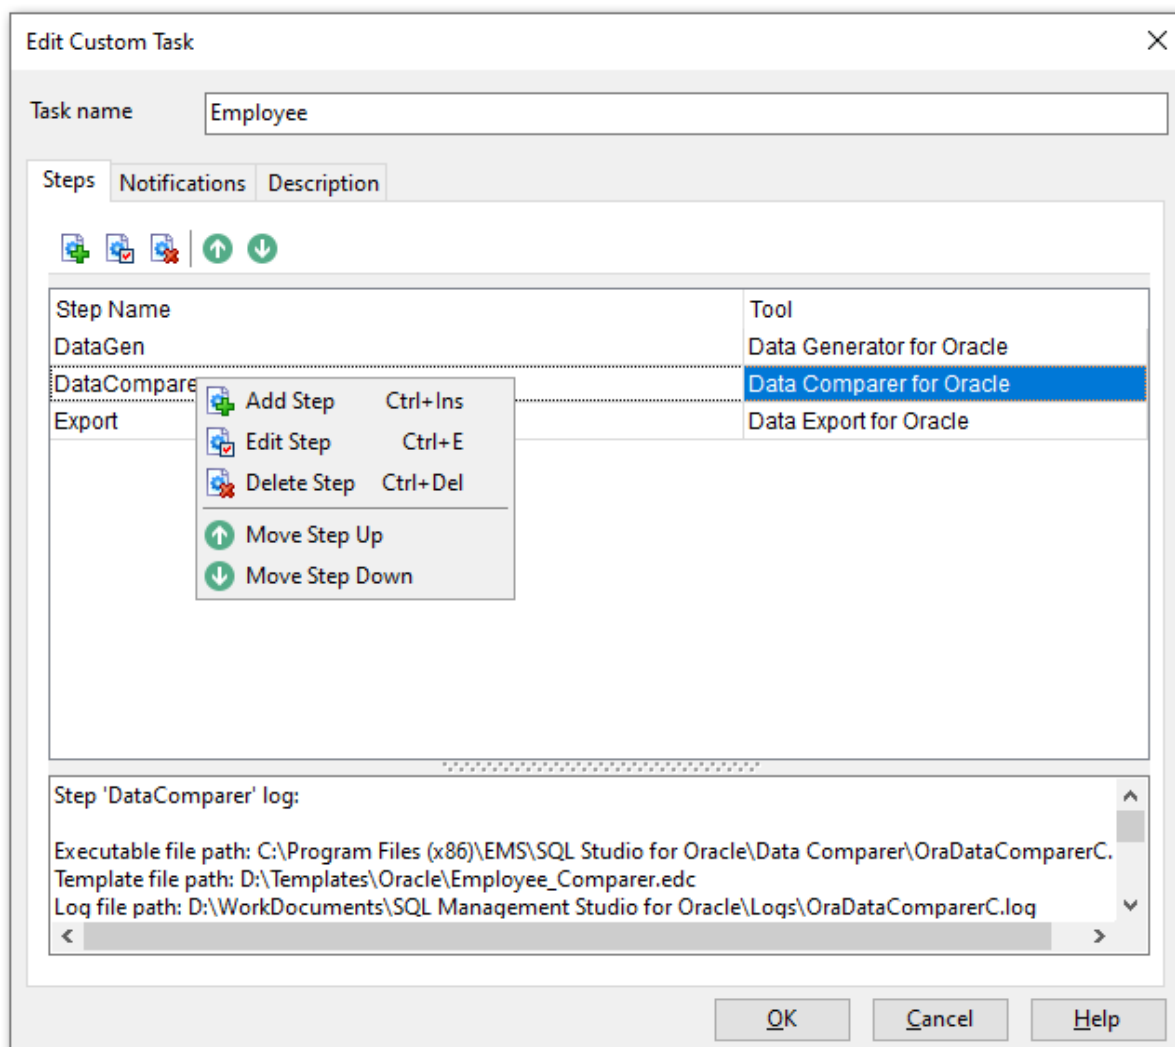 Edit Custom Task
Task name Employee
Steps Notifications Description
Step Name Tool
DataGen Data Generator for Oracle
DataCompare Data Comparer for Oracle
Export Data Export for Oracle
Add Step Ctrl+Ins
Edit Step Ctrl+E
Delete Step Ctrl+Del
Move Step Up
Move Step Down
Step 'DataComparer' log:
Executable file path: C:\Program Files (x86)\EMS\SQL Studio for Oracle\Data Comparer\OraDataComparerC.
Template file path: D:\Templates\Oracle\Employee_Comparer.edc
Log file path: D:\WorkDocuments\SQL Management Studio for Oracle\Logs\OraDataComparerC.log
OK Cancel Help